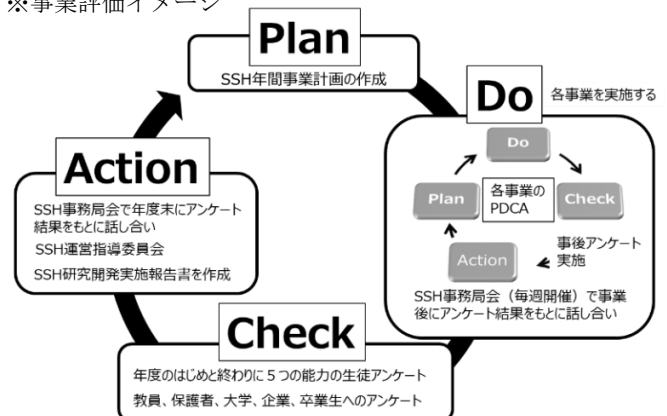 ※事業評価イメージ
Plan
SSH年間事業計画の作成
Do
各事業を実施する
Do
Plan
各事業の
PDCA
Check
Action
事後アンケート
実施
SSH事務局会（毎週開催）で事業
後にアンケート結果をもとに話し合い
Check
年度のはじめと終わりに５つの能力の生徒アンケート
教員、保護者、大学、企業、卒業生へのアンケート
Action
SSH事務局会で年度末にアンケート
結果をもとに話し合い
SSH運営指導委員会
SSH研究開発実施報告書を作成